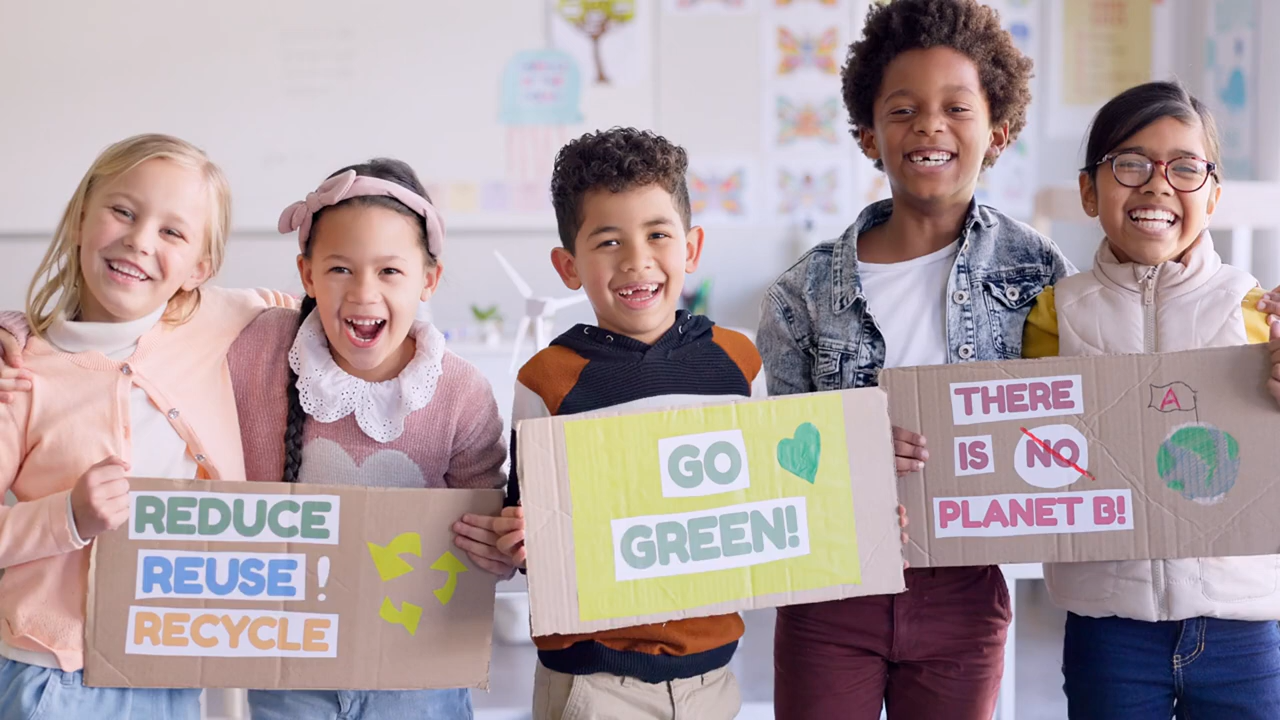 REDUCE
REUSE !
RECYCLE
GO
GREEN!
THERE
IS NO
PLANET B!
A